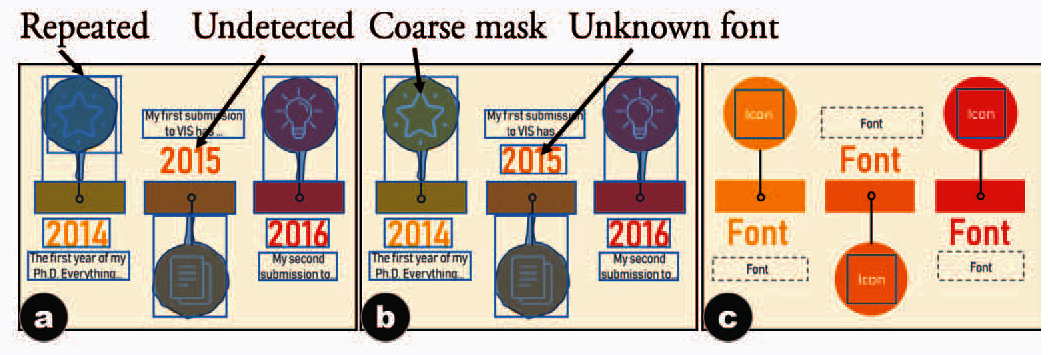 Repeated Undetected Coarse mask Unknown font
My first submission
to VIS has...
2015
2014
2016
The first year of my
Ph.D. Everything...
My second
submission to...
a
My first submission
to VIS has...
2015
2014
2016
The first year of my
Ph.D. Everything...
My second
submission to...
b
Icon
Font
Icon
Font
Font
Font
Font
Font
Icon
c